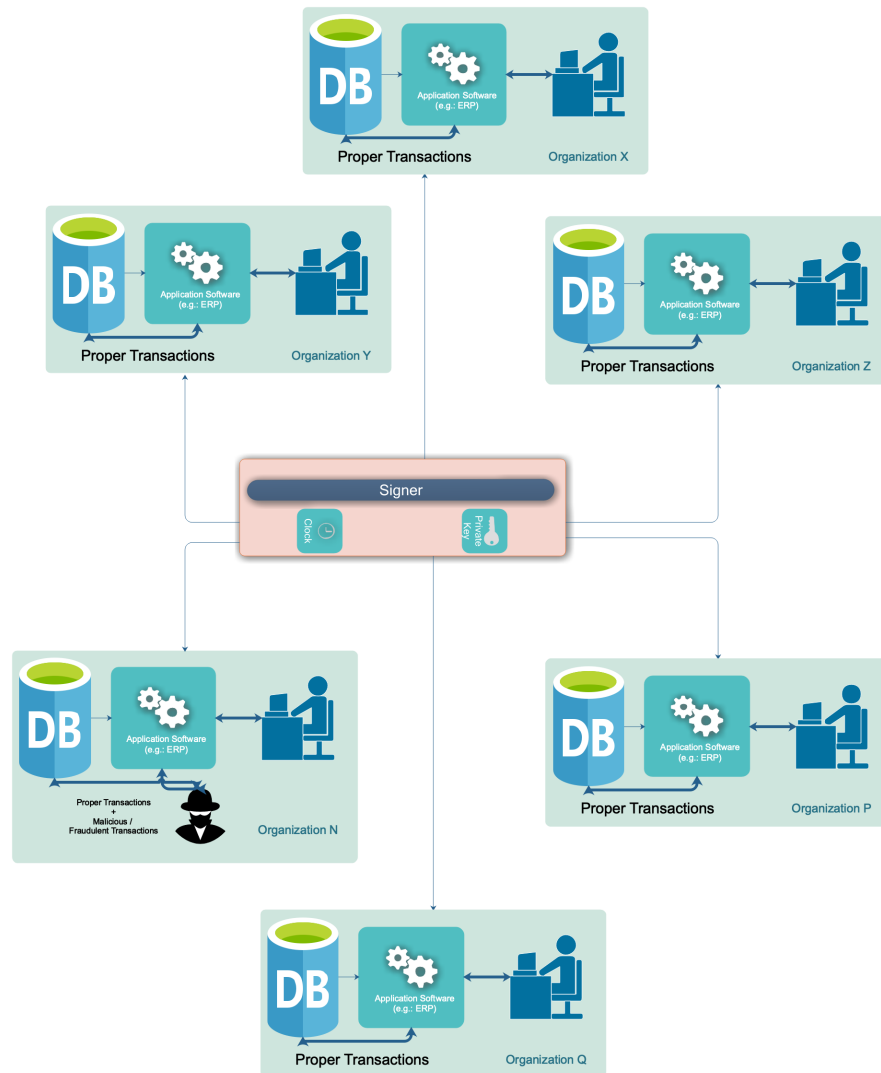 DB
Application Software
(e.g.: ERP)
Proper Transactions
Organization X
DB
Application Software
(e.g.: ERP)
Proper Transactions
Organization Y
DB
Application Software
(e.g.: ERP)
Proper Transactions
Organization Z
Signer
Clock
Private
Key
DB
Application Software
(e.g.: ERP)
Proper Transactions
+
Malicious /
Fraudulent Transactions
Organization N
DB
Application Software
(e.g.: ERP)
Proper Transactions
Organization P
DB
Application Software
(e.g.: ERP)
Proper Transactions
Organization Q